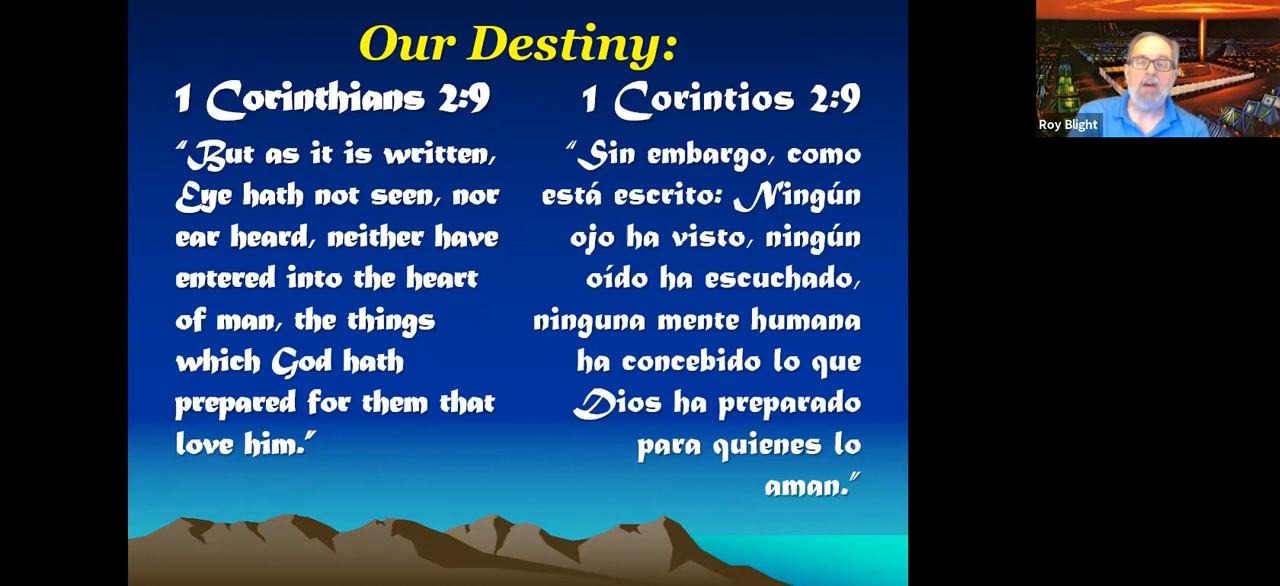 Our Destiny:
1 Corinthians 2:9
“But as it is written,
Eye hath not seen, nor
ear heard, neither have
entered into the heart
of man, the things
which God hath
prepared for them that
love him.”
1 Corintios 2:9
“Sin embargo, como
está escrito: Ningún
ojo ha visto, ningún
oído ha escuchado,
ninguna mente humana
ha concebido lo que
Dios ha preparado
para quienes lo
aman.”
Roy Blight